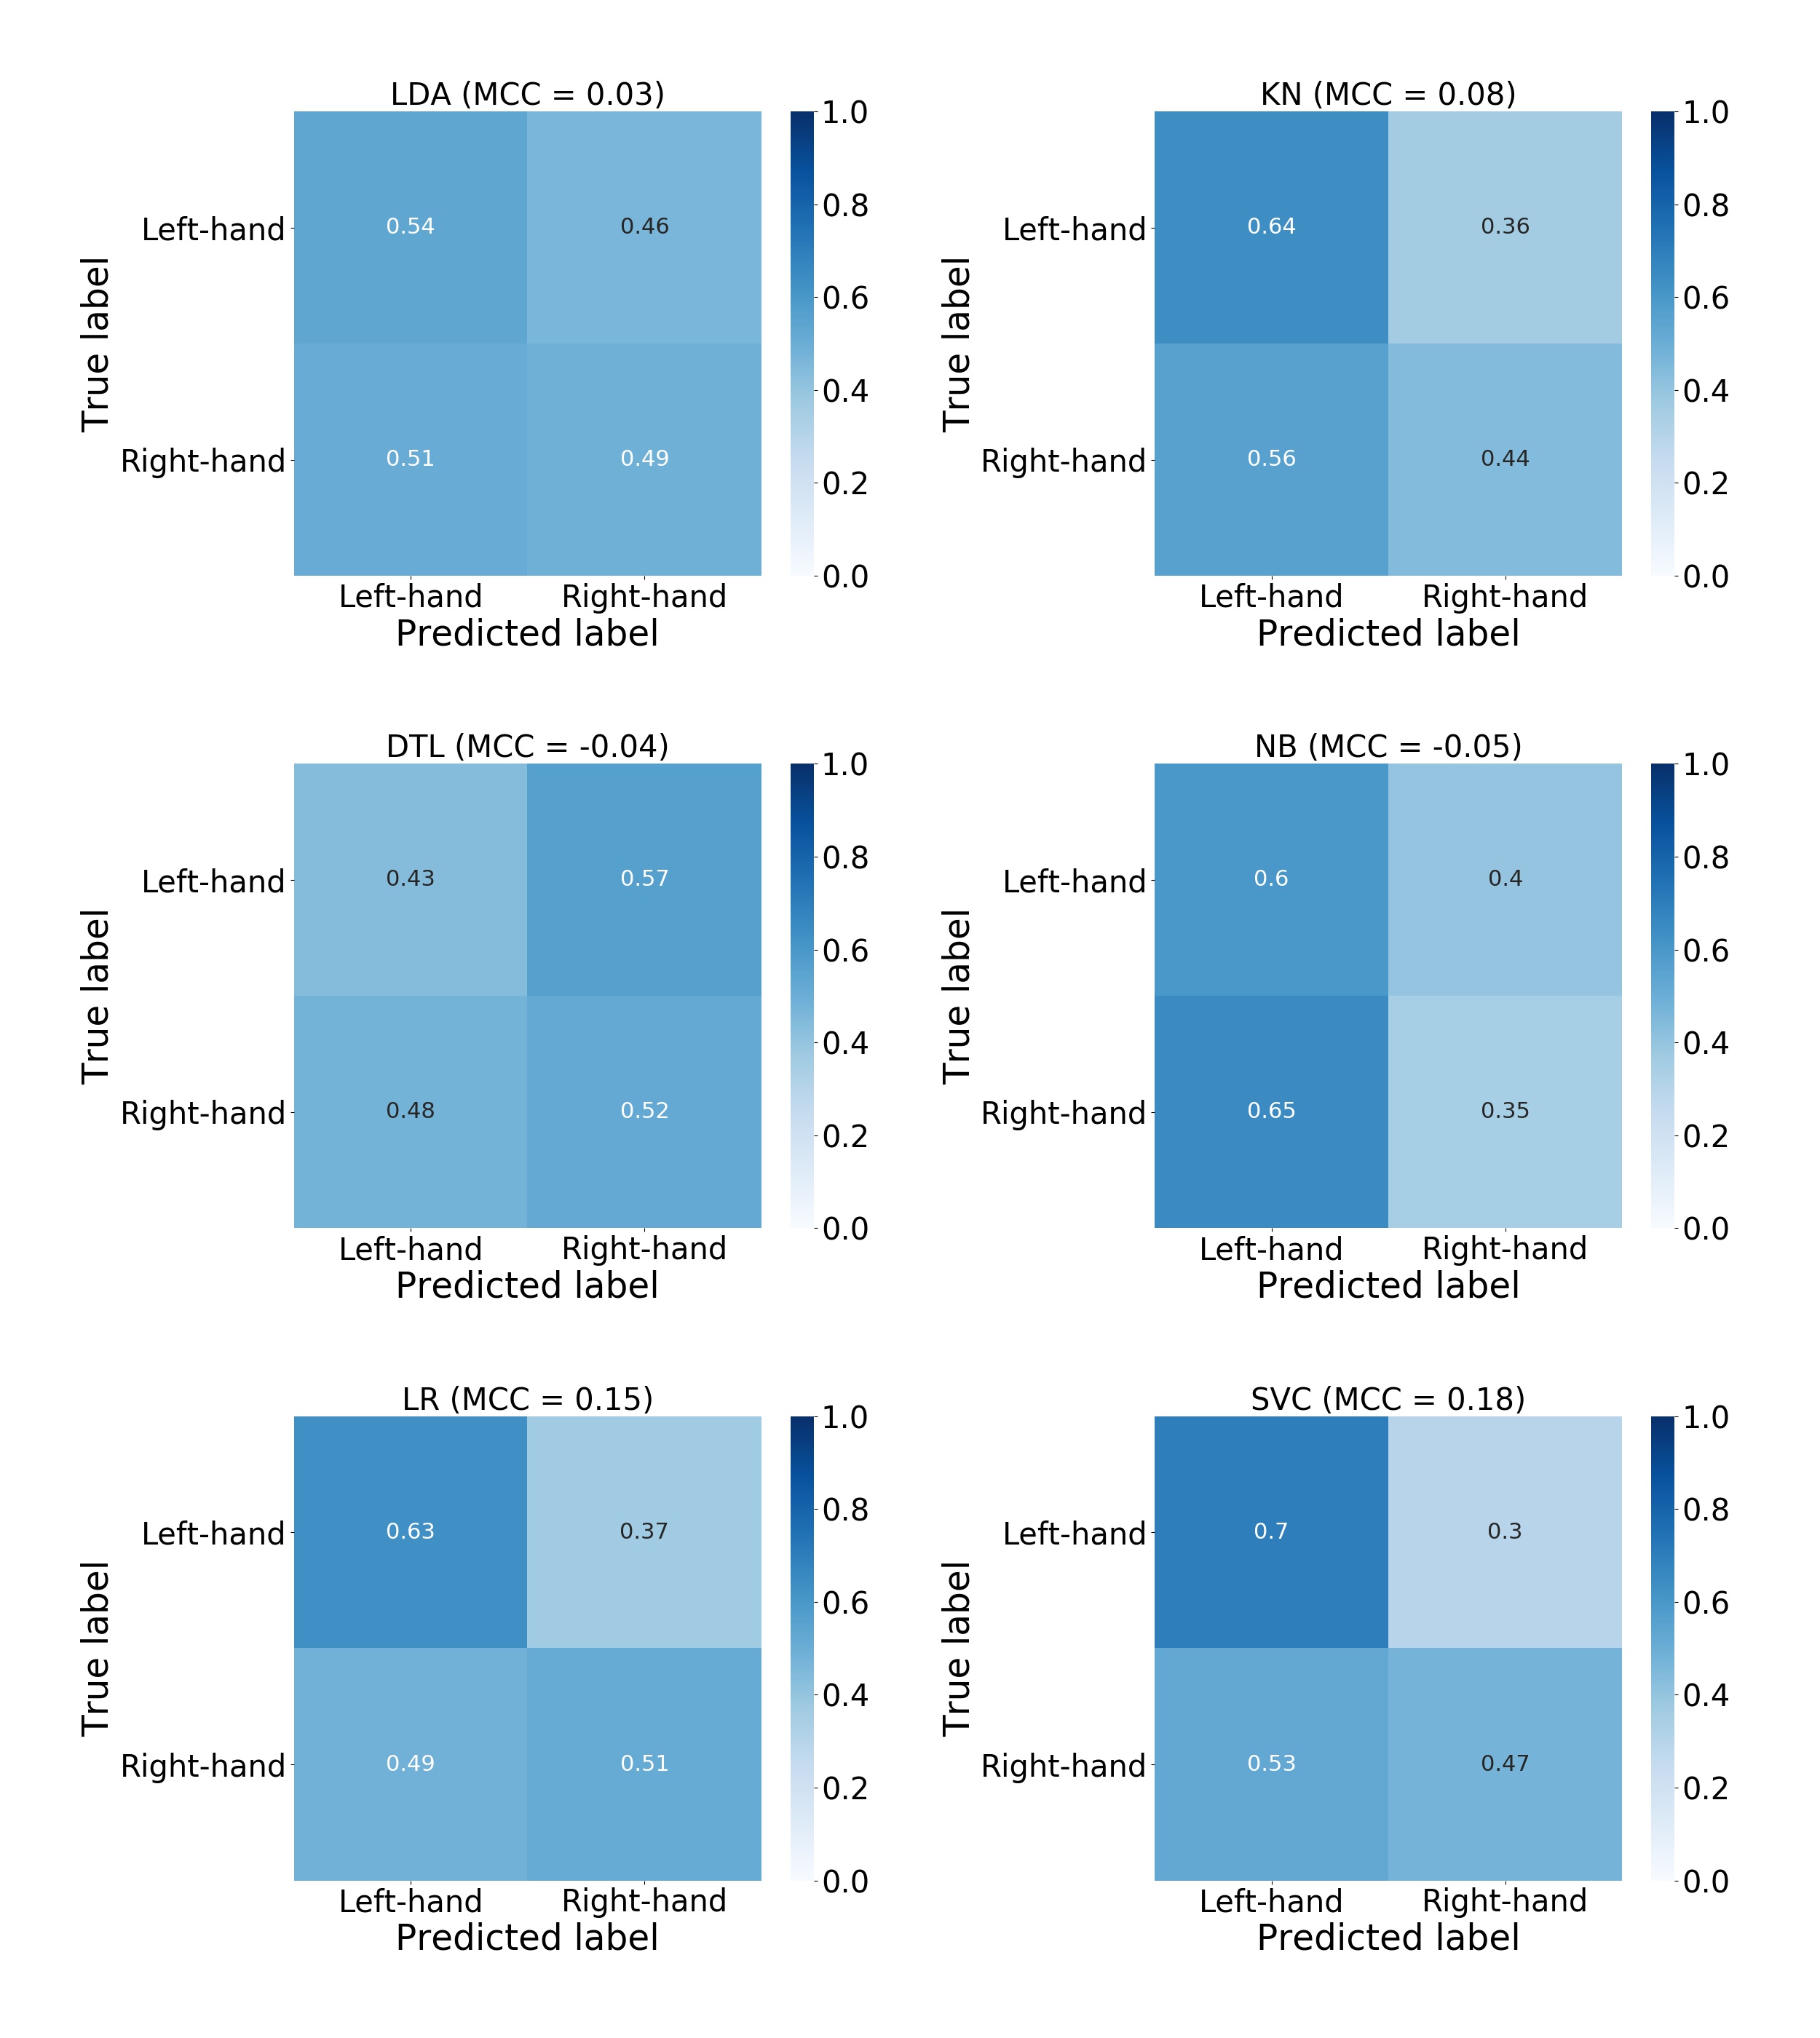 LDA (MCC = 0.03)
1.0
0.8
0.6
0.4
0.2
0.0
True label
Left-hand
0.54 0.46
Right-hand
0.51 0.49
Left-hand Right-hand
Predicted label
KN (MCC = 0.08)
1.0
0.8
0.6
0.4
0.2
0.0
True label
Left-hand
0.64 0.36
Right-hand
0.56 0.44
Left-hand Right-hand
Predicted label
DTL (MCC = -0.04)
1.0
0.8
0.6
0.4
0.2
0.0
True label
Left-hand
0.43 0.57
Right-hand
0.48 0.52
Left-hand Right-hand
Predicted label
NB (MCC = -0.05)
1.0
0.8
0.6
0.4
0.2
0.0
True label
Left-hand
0.6 0.4
Right-hand
0.65 0.35
Left-hand Right-hand
Predicted label
LR (MCC = 0.15)
1.0
0.8
0.6
0.4
0.2
0.0
True label
Left-hand
0.63 0.37
Right-hand
0.49 0.51
Left-hand Right-hand
Predicted label
SVC (MCC = 0.18)
1.0
0.8
0.6
0.4
0.2
0.0
True label
Left-hand
0.7 0.3
Right-hand
0.53 0.47
Left-hand Right-hand
Predicted label